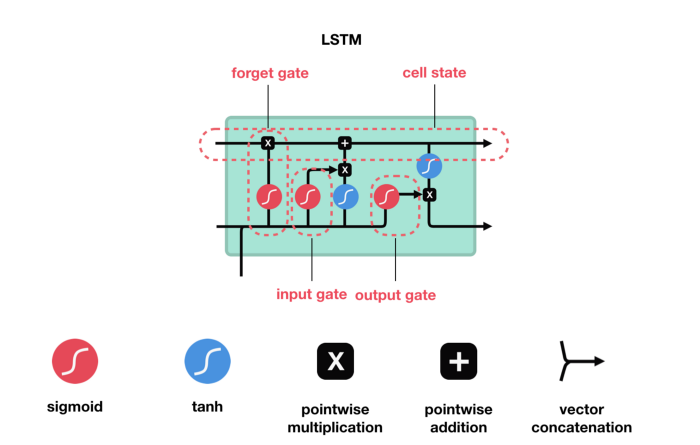 LSTM
forget gate
cell state
X
+
X
X
input gate
output gate
X
+
sigmoid
tanh
pointwise
multiplication
pointwise
addition
vector
concatenation